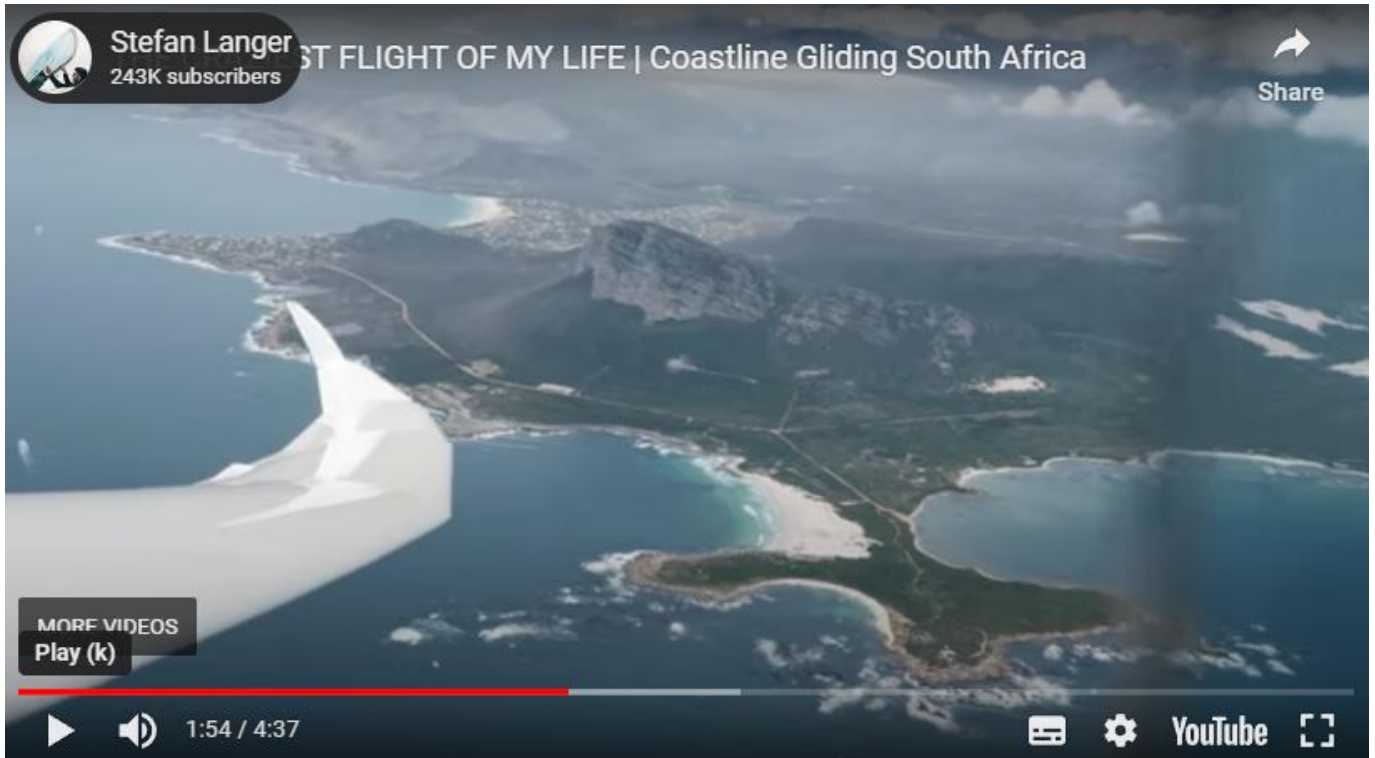 Stefan Langer
243K subscribers
ST FLIGHT OF MY LIFE | Coastline Gliding South Africa
Share
MORE VIDEOS
Play (k)
1:54 / 4:37
YouTube